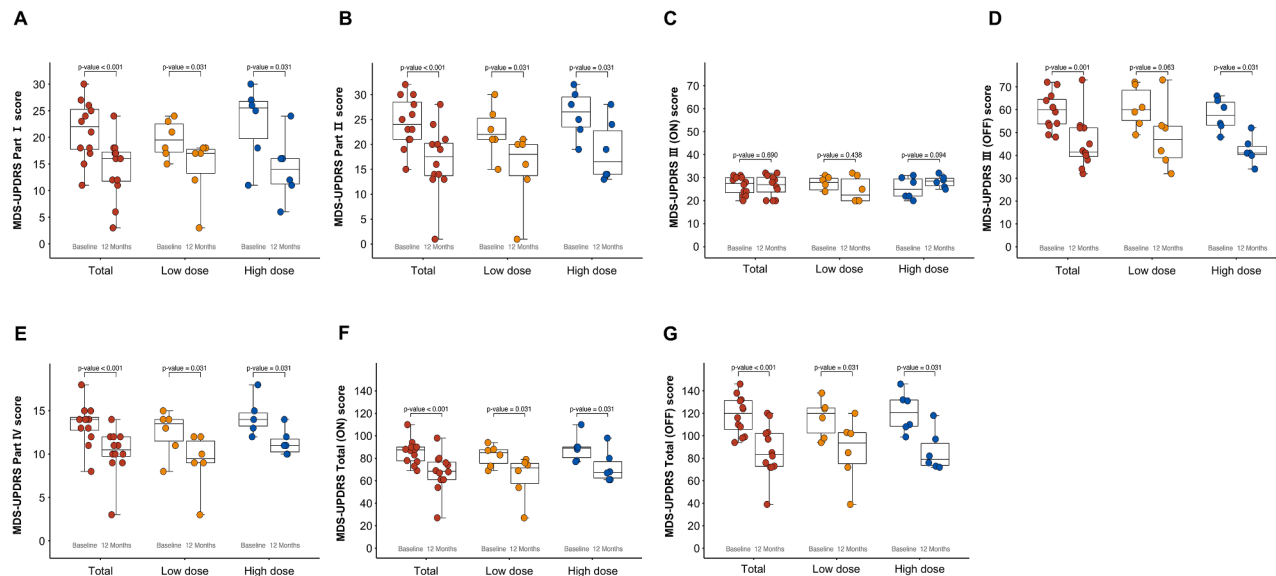 A
MDS-UPDRS Part Ⅰ score
30
25
20
15
10
5
0
p-value < 0.001
p-value = 0.031
p-value = 0.031
Baseline 12 Months
Baseline 12 Months
Baseline 12 Months
Total
Low dose
High dose
B
MDS-UPDRS Part Ⅱ score
30
25
20
15
10
5
0
p-value <0.001
p-value = 0.031
p-value = 0.031
Baseline 12 Months
Baseline 12 Months
Baseline 12 Months
Total
Low dose
High dose
C
MDS-UPDRS Ⅲ (ON) score
70
60
50
40
30
20
10
0
p-value = 0.690
p-value = 0.438
p-value = 0.094
Baseline 12 Months
Baseline 12 Months
Baseline 12 Months
Total
Low dose
High dose
D
MDS-UPDRS Ⅲ (OFF) score
70
60
50
40
30
20
10
0
p-value = 0.001
p-value = 0.063
p-value = 0.031
Baseline 12 Months
Baseline 12 Months
Baseline 12 Months
Total
Low dose
High dose
E
MDS-UPDRS Part Ⅳ score
15
10
5
0
p-value < 0.001
p-value = 0.031
p-value = 0.031
Baseline 12 Months
Baseline 12 Months
Baseline 12 Months
Total
Low dose
High dose
F
MDS-UPDRS Total (ON) score
140
120
100
80
60
40
20
0
p-value < 0.001
p-value = 0.031
p-value = 0.031
Baseline 12 Months
Baseline 12 Months
Baseline 12 Months
Total
Low dose
High dose
G
MDS-UPDRS Total (OFF) score
140
120
100
80
60
40
20
0
p-value <0.001
p-value = 0.031
p-value = 0.031
Baseline 12 Months
Baseline 12 Months
Baseline 12 Months
Total
Low dose
High dose